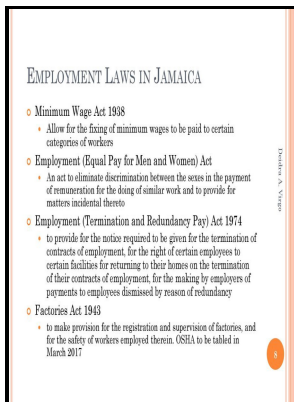 EMPLOYMENT LAWS IN JAMAICA
Minimum Wage Act 1938
Allow for the fixing of minimum wages to be paid to certain
categories of workers
Employment (Equal Pay for Men and Women) Act
An act to eliminate discrimination between the sexes in the payment
of remuneration for the doing of similar work and to provide for
matters incidental thereto
Employment (Termination and Redundancy Pay) Act 1974
to provide for the notice required to be given for the termination of
contracts of employment, for the right of certain employees to
certain facilities for returning to their homes on the termination
of their contracts of employment, for the making by employers of
payments to employees dismissed by reason of redundancy
Factories Act 1943
to make provision for the registration and supervision of factories, and
for the safety of workers employed therein. OSHA to be tabled in
March 2017
Deidra A. Virgo
8